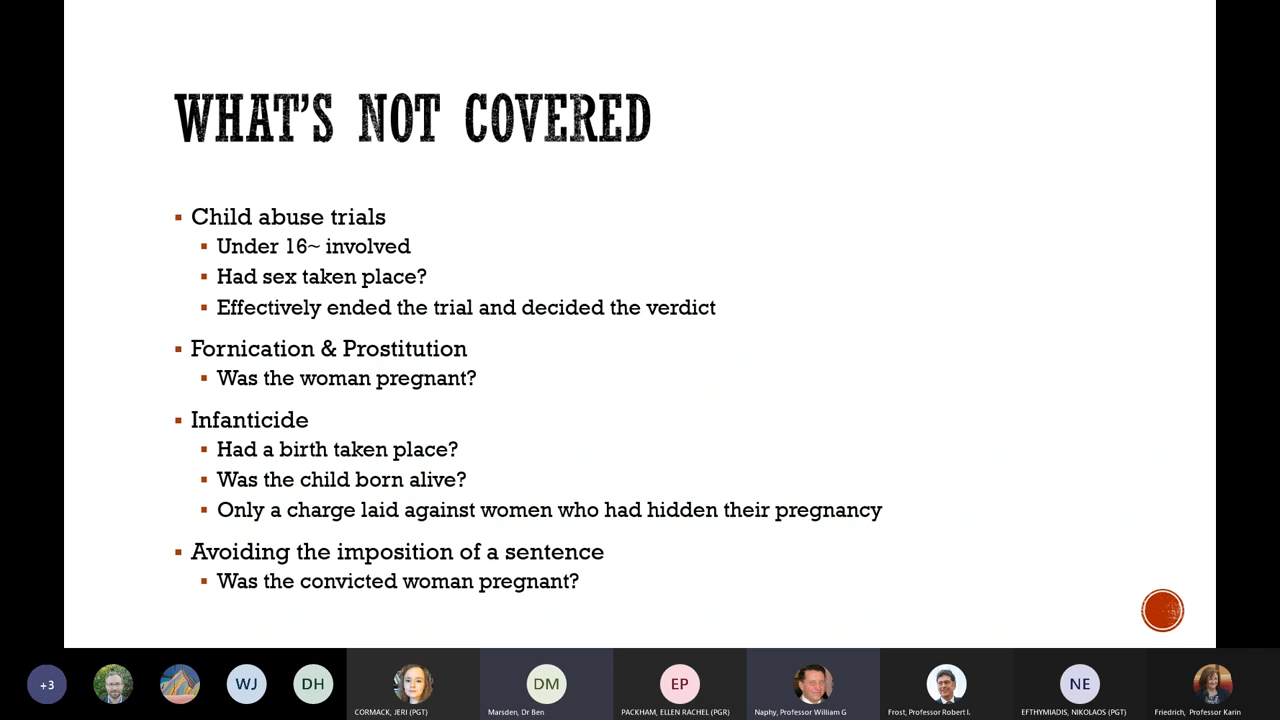 WHAT'S NOT COVERED
▪ Child abuse trials
▪ Under 16~ involved
▪ Had sex taken place?
▪ Effectively ended the trial and decided the verdict
▪ Fornication & Prostitution
▪ Was the woman pregnant?
▪ Infanticide
▪ Had a birth taken place?
▪ Was the child born alive?
▪ Only a charge laid against women who had hidden their pregnancy
▪ Avoiding the imposition of a sentence
▪ Was the convicted woman pregnant?
+3 WJ DH DM EP NE
CORMACK, JERI (PGT) Marsden, Dr Ben PACKHAM, ELLEN RACHEL (PGR) Naphy, Professor William G Frost, Professor Robert I. EFTHYMIADIS, NIKOLAOS (PGT) Friedrich, Professor Karin